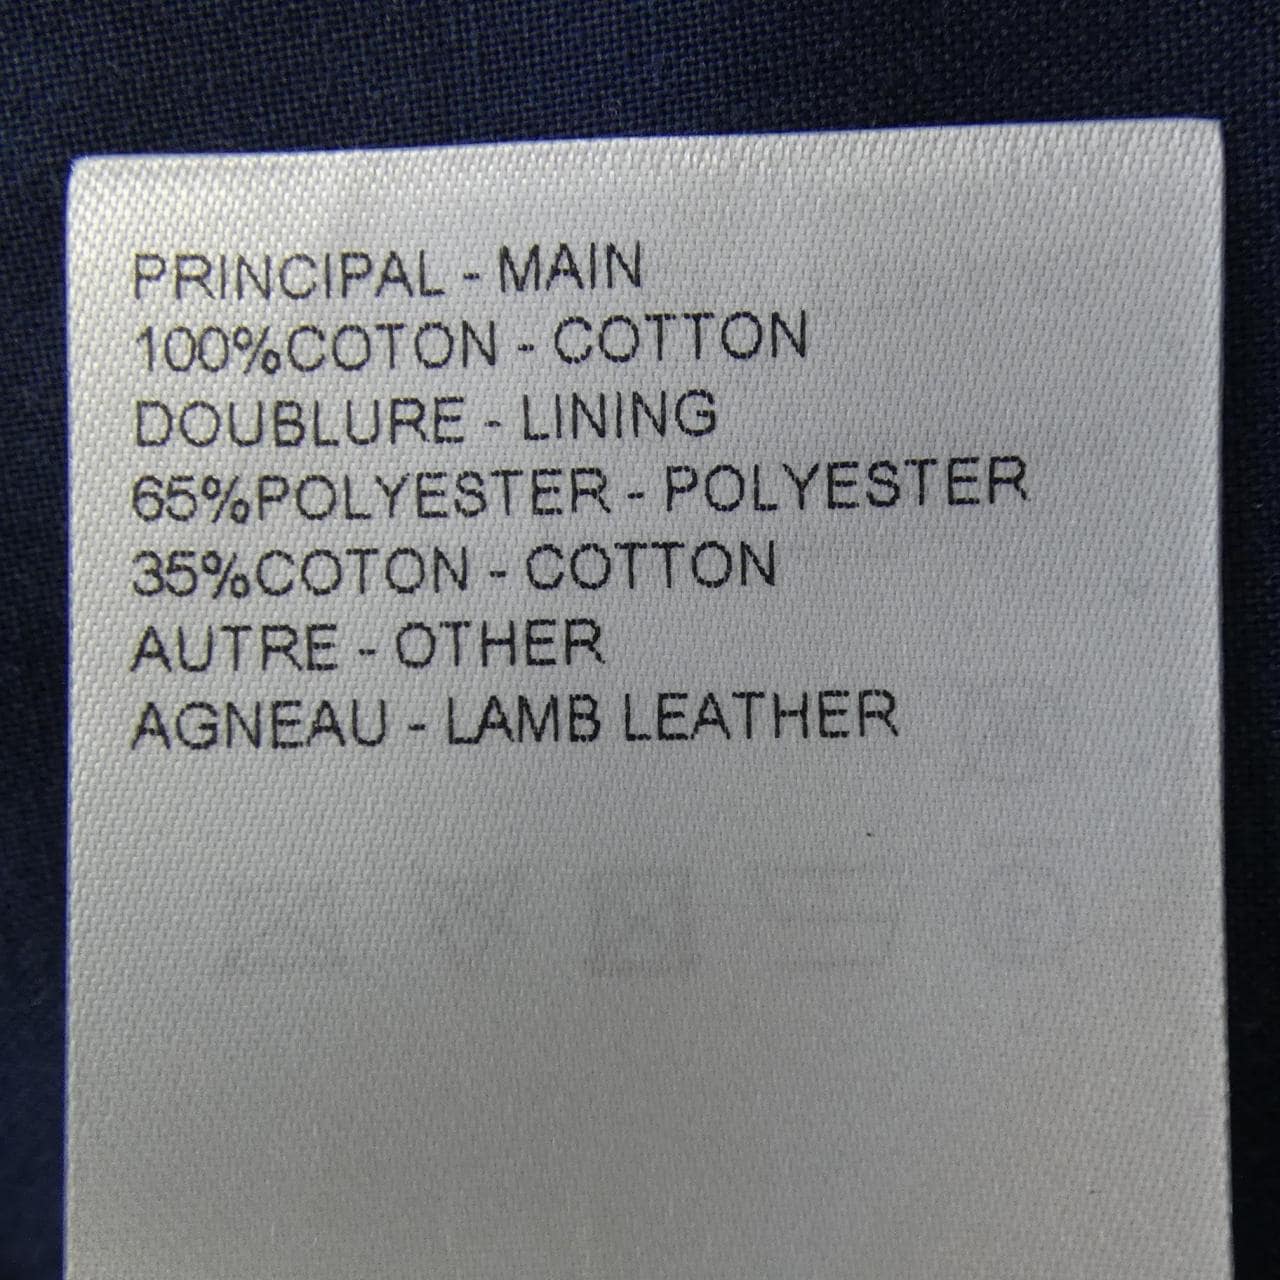 PRINCIPAL - MAIN
100%COTON - COTTON
DOUBLURE - LINING
65%POLYESTER - POLYESTER
35%COTON - COTTON
AUTRE - OTHER
AGNEAU - LAMB LEATHER